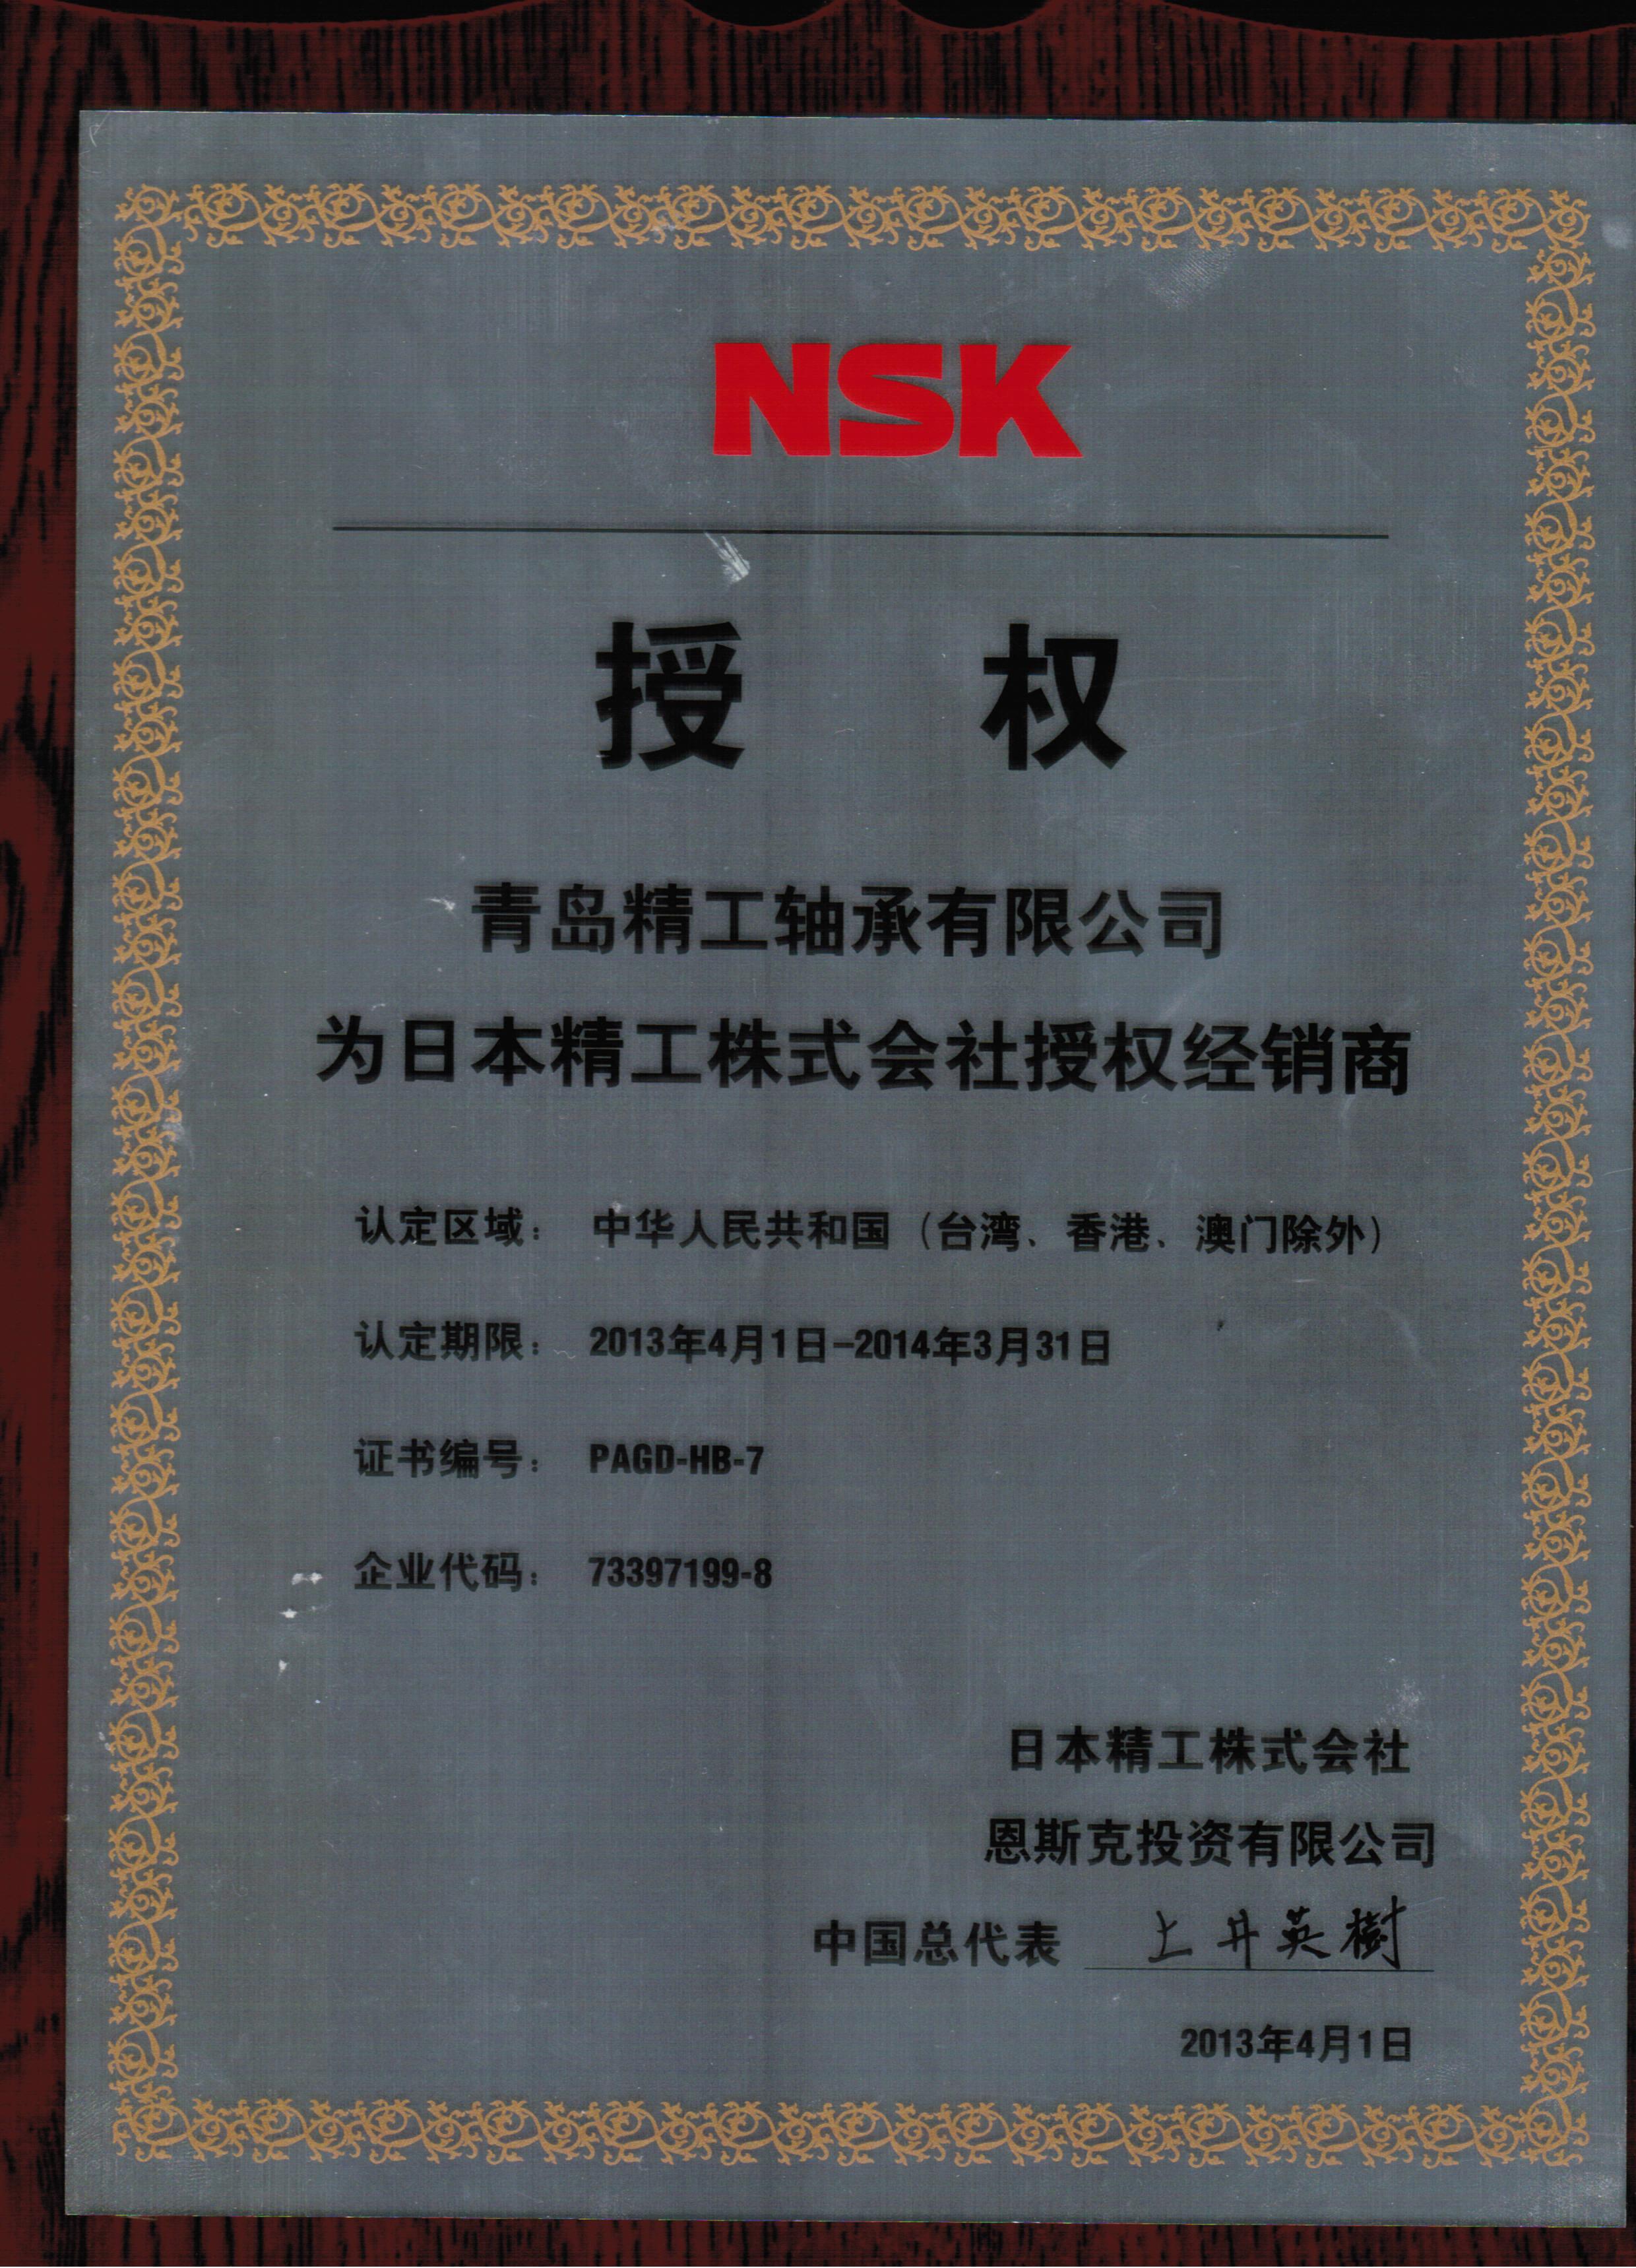 NSK
授 权
青岛精工轴承有限公司
为日本精工株式会社授权经销商
认定区域： 中华人民共和国（台湾、香港、澳门除外）
认定期限： 2013年4月1日-2014年3月31日
证书编号： PAGD-HB-7
企业代码： 73397199-8
日本精工株式会社
恩斯克投资有限公司
中国总代表 上井英樹
2013年4月1日